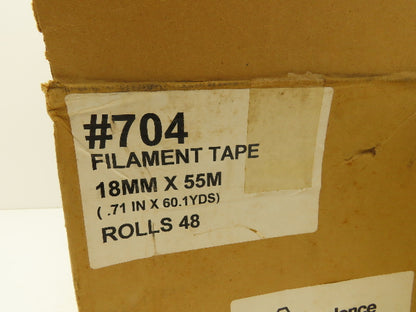 #704
FILAMENT TAPE
18MM X 55M
( .71 IN X 60.1YDS)
ROLLS 48